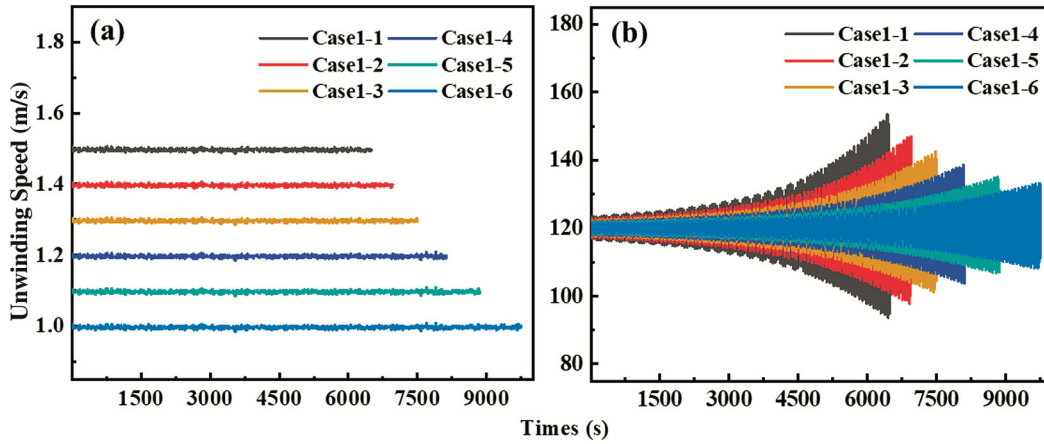 (a)
Case1-1 Case1-4
Case1-2 Case1-5
Case1-3 Case1-6
1.8
1.6
1.4
1.2
1.0
Unwinding Speed (m/s)
1500 3000 4500 6000 7500 9000
(b)
Case1-1 Case1-4
Case1-2 Case1-5
Case1-3 Case1-6
180
160
140
120
100
80
1500 3000 4500 6000 7500 9000
Times (s)